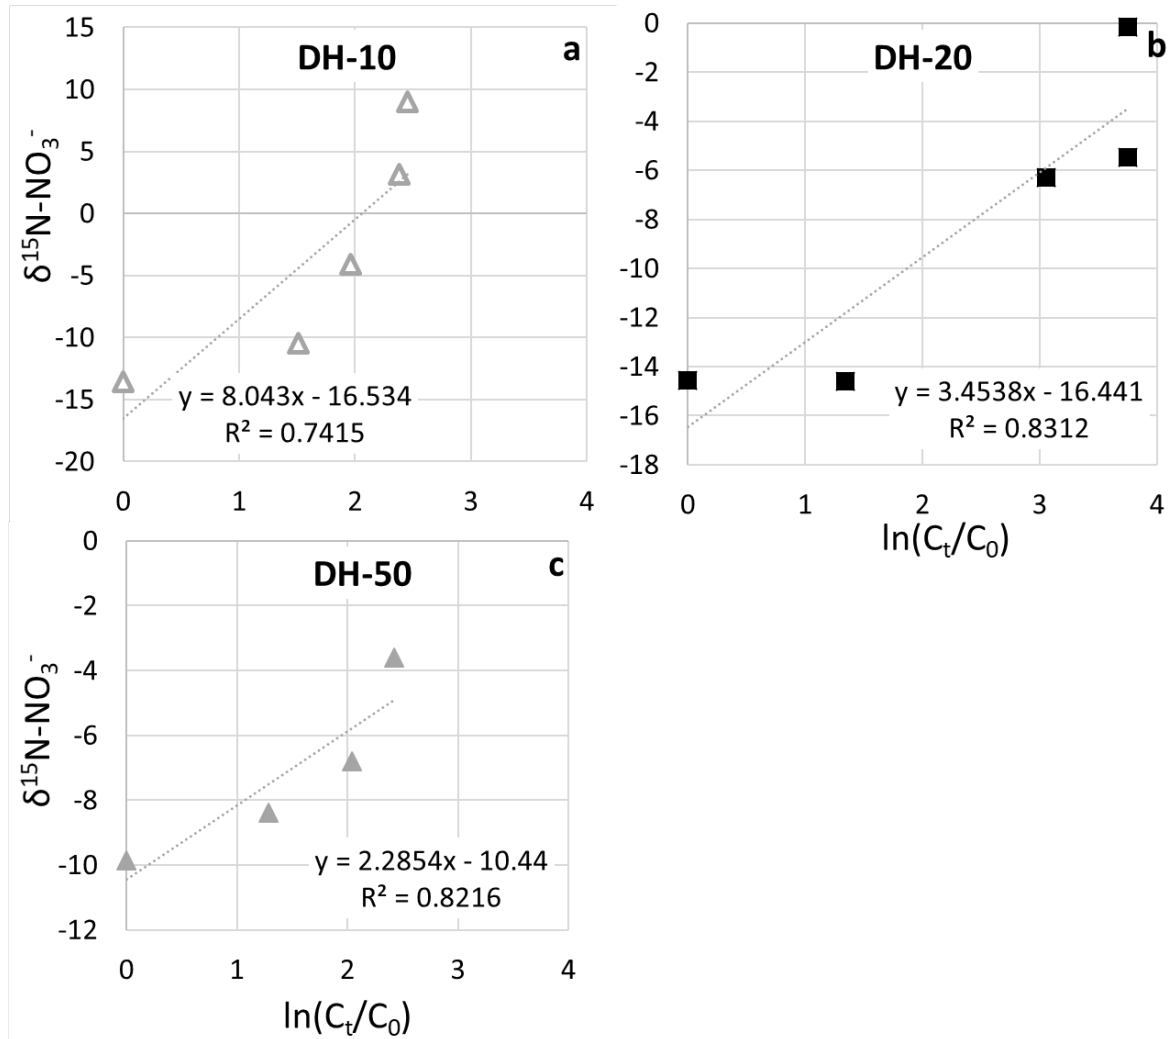 DH-10
a
15
10
5
0
-5
-10
-15
-20
δ¹⁵N-NO₃⁻
y = 8.043x - 16.534
R² = 0.7415
0 1 2 3 4
DH-20
b
0
-2
-4
-6
-8
-10
-12
-14
-16
-18
y = 3.4538x - 16.441
R² = 0.8312
0 1 2 3 4
ln(Cₜ/C₀)
DH-50
c
0
-2
-4
-6
-8
-10
-12
δ¹⁵N-NO₃⁻
y = 2.2854x - 10.44
R² = 0.8216
0 1 2 3 4
ln(Cₜ/C₀)